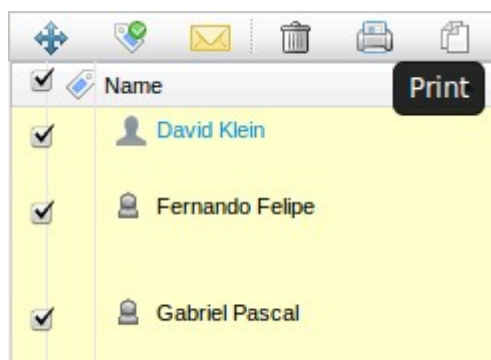 Name
Print
David Klein
Fernando Felipe
Gabriel Pascal